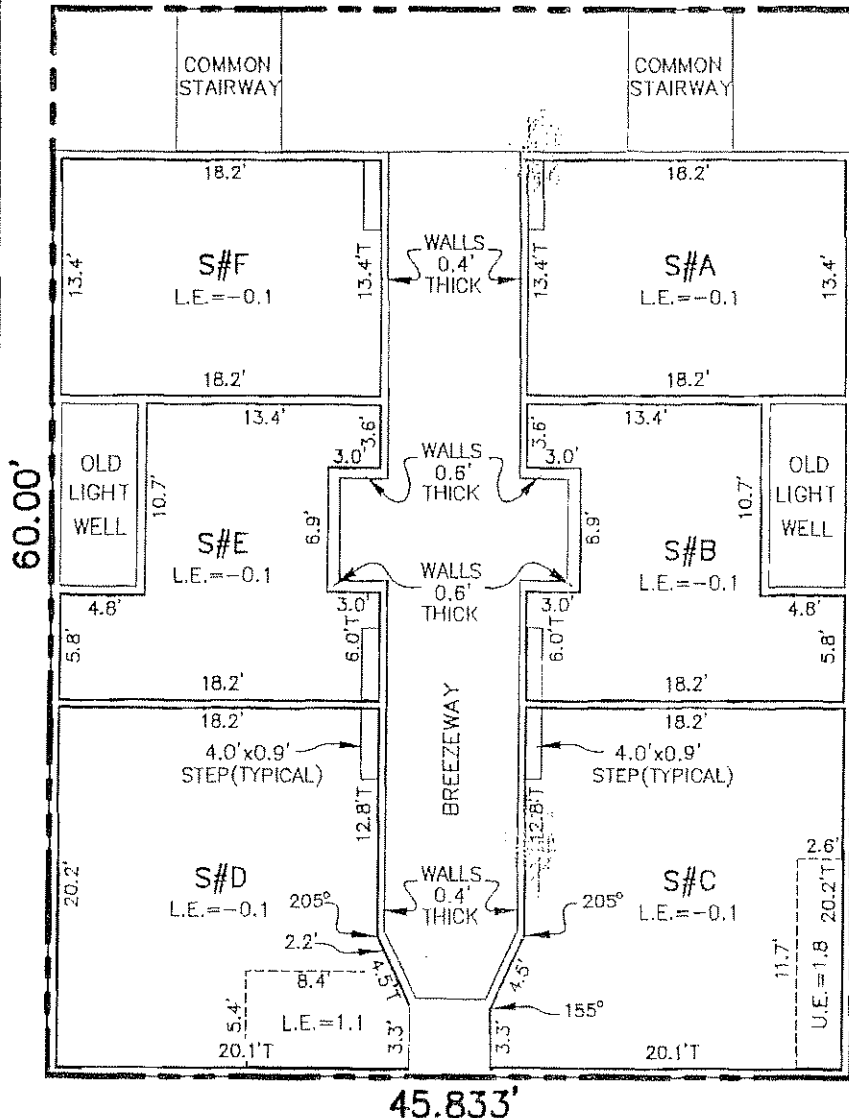 COMMON
STAIRWAY
COMMON
STAIRWAY
18.2'
18.2'
WALLS
0.4'
THICK
13.4'
S#F
L.E.=-0.1
13.4'T
13.4'T
S#A
L.E.=-0.1
13.4'
18.2'
18.2'
13.4'
13.4'
3.6'
3.6'
3.0'
3.0'
WALLS
0.6'
THICK
OLD
LIGHT
WELL
10.7'
10.7'
OLD
LIGHT
WELL
60.00'
S#E
L.E.=-0.1
6.9'
6.9'
S#B
L.E.=-0.1
WALLS
0.6'
THICK
4.8'
3.0'
3.0'
4.8'
5.8'
6.0'T
6.0'T
5.8'
18.2'
18.2'
18.2'
18.2'
BREEZEWAY
4.0'x0.9'
STEP(TYPICAL)
4.0'x0.9'
STEP(TYPICAL)
12.8'T
12.8'T
20.2'
S#D
L.E.=-0.1
WALLS
0.4'
THICK
S#C
L.E.=-0.1
2.6'
20.2'T
205°
205°
2.2'
4.5'T
4.5'
11.7'
U.E.=1.8
8.4'
5.4'
L.E.=1.1
155°
3.3'
3.3'
20.1'T
20.1'T
45.833'